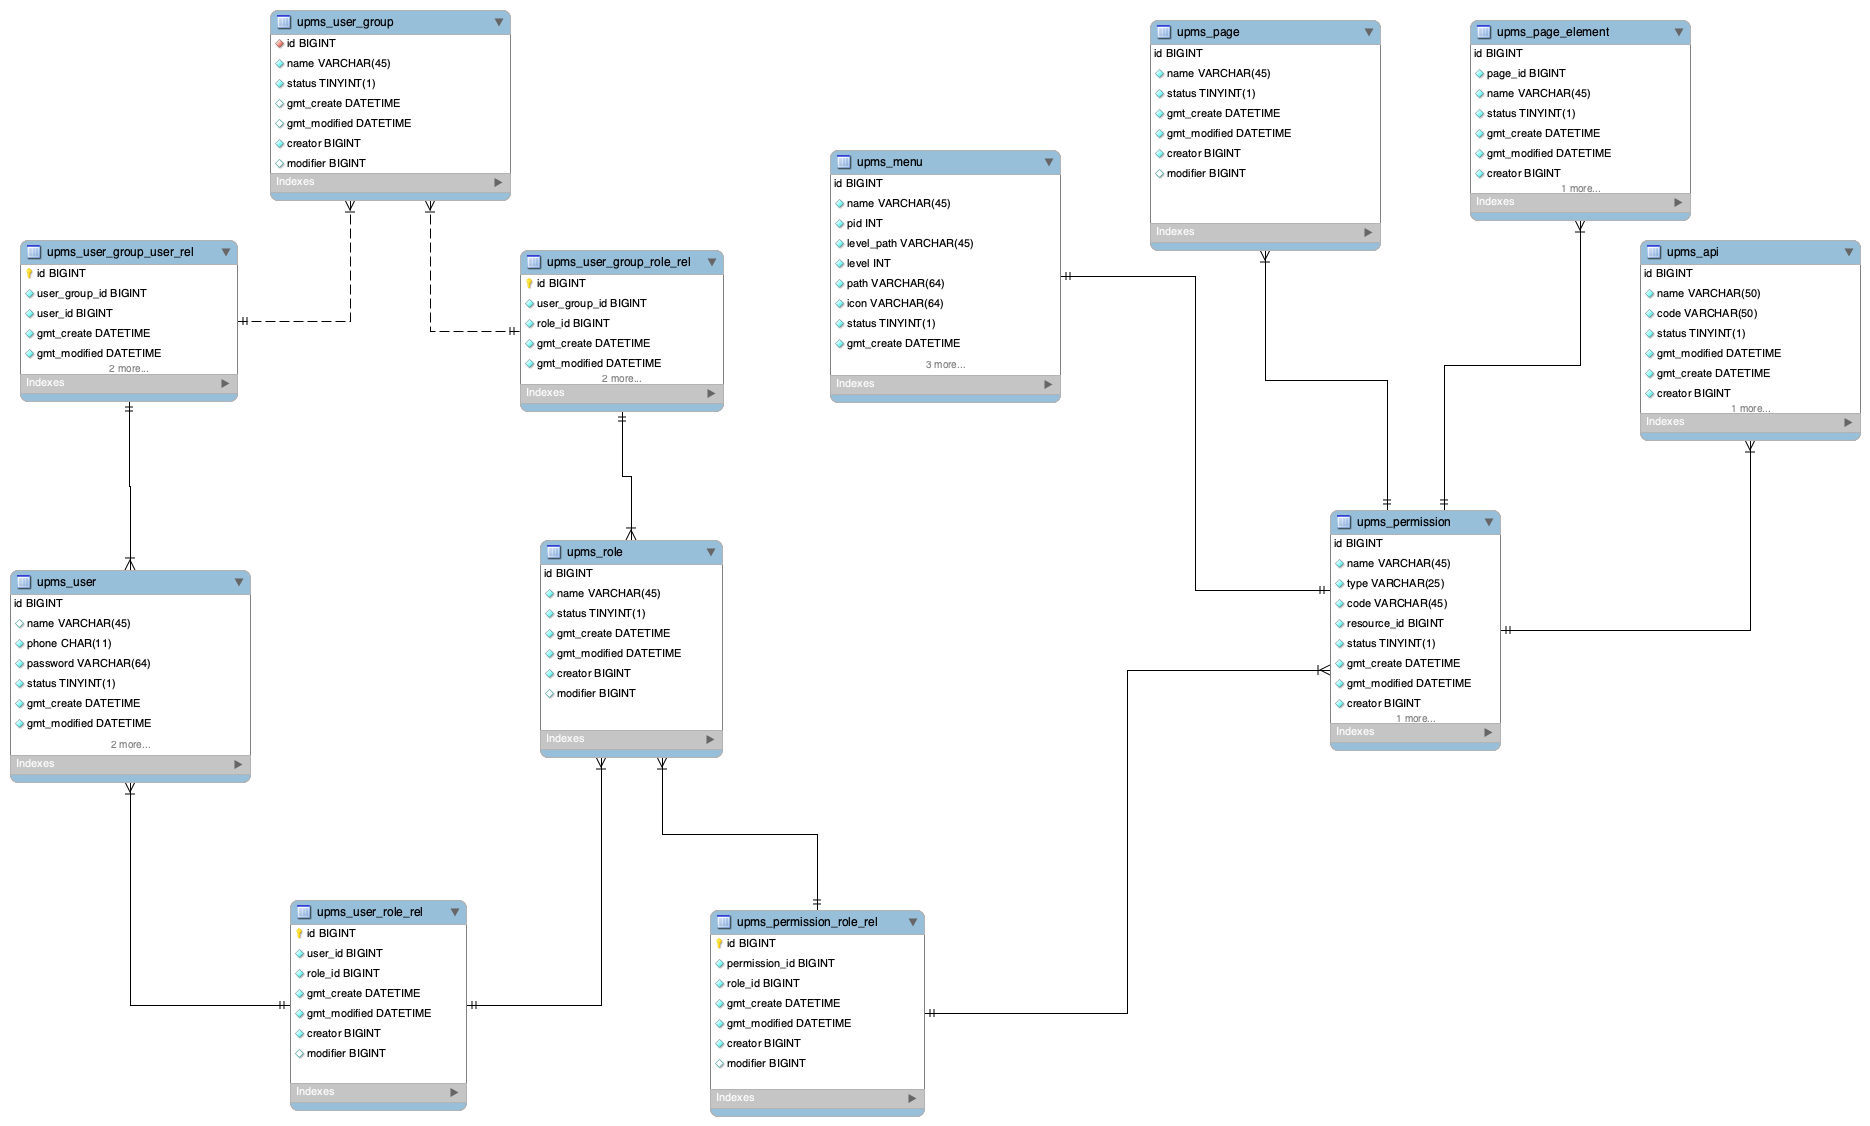 upms_user_group
id BIGINT
name VARCHAR(45)
status TINYINT(1)
gmt_create DATETIME
gmt_modified DATETIME
creator BIGINT
modifier BIGINT
Indexes
upms_page
id BIGINT
name VARCHAR(45)
status TINYINT(1)
gmt_create DATETIME
gmt_modified DATETIME
creator BIGINT
modifier BIGINT
Indexes
upms_page_element
id BIGINT
page_id BIGINT
name VARCHAR(45)
status TINYINT(1)
gmt_create DATETIME
gmt_modified DATETIME
creator BIGINT
1 more...
Indexes
upms_menu
id BIGINT
name VARCHAR(45)
pid INT
level_path VARCHAR(45)
level INT
path VARCHAR(64)
icon VARCHAR(64)
status TINYINT(1)
gmt_create DATETIME
3 more...
Indexes
upms_user_group_user_rel
id BIGINT
user_group_id BIGINT
user_id BIGINT
gmt_create DATETIME
gmt_modified DATETIME
2 more...
Indexes
upms_user_group_role_rel
id BIGINT
user_group_id BIGINT
role_id BIGINT
gmt_create DATETIME
gmt_modified DATETIME
2 more...
Indexes
upms_api
id BIGINT
name VARCHAR(50)
code VARCHAR(50)
status TINYINT(1)
gmt_modified DATETIME
gmt_create DATETIME
creator BIGINT
1 more...
Indexes
upms_user
id BIGINT
name VARCHAR(45)
phone CHAR(11)
password VARCHAR(64)
status TINYINT(1)
gmt_create DATETIME
gmt_modified DATETIME
2 more...
Indexes
upms_role
id BIGINT
name VARCHAR(45)
status TINYINT(1)
gmt_create DATETIME
gmt_modified DATETIME
creator BIGINT
modifier BIGINT
Indexes
upms_permission
id BIGINT
name VARCHAR(45)
type VARCHAR(25)
code VARCHAR(45)
resource_id BIGINT
status TINYINT(1)
gmt_create DATETIME
gmt_modified DATETIME
creator BIGINT
1 more...
Indexes
upms_user_role_rel
id BIGINT
user_id BIGINT
role_id BIGINT
gmt_create DATETIME
gmt_modified DATETIME
creator BIGINT
modifier BIGINT
Indexes
upms_permission_role_rel
id BIGINT
permission_id BIGINT
role_id BIGINT
gmt_create DATETIME
gmt_modified DATETIME
creator BIGINT
modifier BIGINT
Indexes